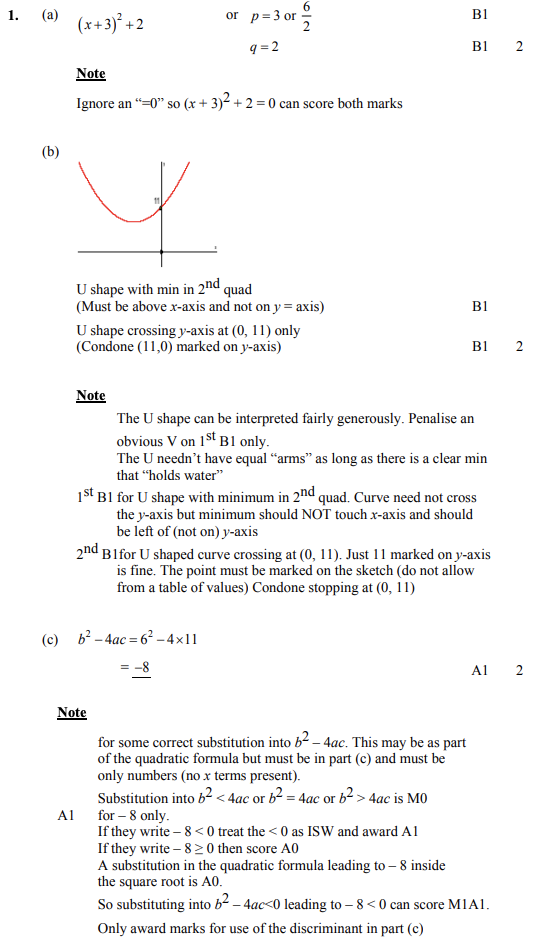 1. (a) (x+3)² + 2 or p = 3 or 6/2 B1
q = 2 B1 2
Note
Ignore an “=0” so (x + 3)² + 2 = 0 can score both marks
(b)
11
U shape with min in 2nd quad
(Must be above x-axis and not on y = axis) B1
U shape crossing y-axis at (0, 11) only
(Condone (11,0) marked on y-axis) B1 2
Note
The U shape can be interpreted fairly generously. Penalise an
obvious V on 1st B1 only.
The U needn’t have equal “arms” as long as there is a clear min
that “holds water”
1st B1 for U shape with minimum in 2nd quad. Curve need not cross
the y-axis but minimum should NOT touch x-axis and should
be left of (not on) y-axis
2nd B1for U shaped curve crossing at (0, 11). Just 11 marked on y-axis
is fine. The point must be marked on the sketch (do not allow
from a table of values) Condone stopping at (0, 11)
(c) b² – 4ac = 6² – 4×11
= –8 A1 2
Note
for some correct substitution into b² – 4ac. This may be as part
of the quadratic formula but must be in part (c) and must be
only numbers (no x terms present).
Substitution into b² < 4ac or b² = 4ac or b² > 4ac is M0
A1 for – 8 only.
If they write – 8 < 0 treat the < 0 as ISW and award A1
If they write – 8 ≥ 0 then score A0
A substitution in the quadratic formula leading to – 8 inside
the square root is A0.
So substituting into b² – 4ac<0 leading to – 8 < 0 can score M1A1.
Only award marks for use of the discriminant in part (c)